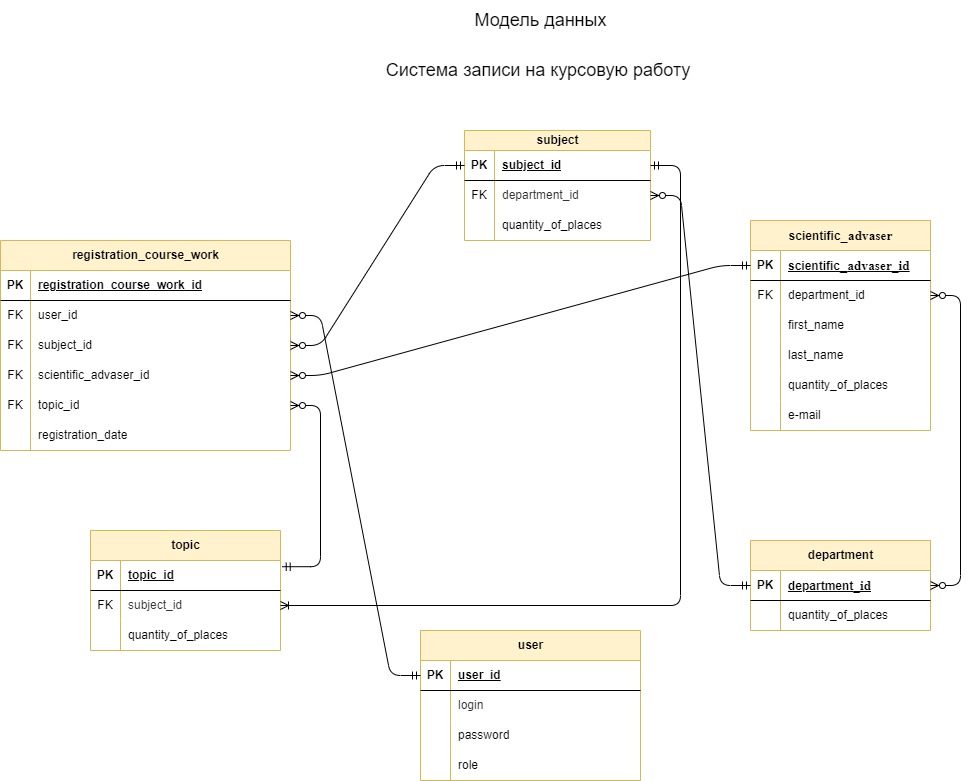 Модель данных
Система записи на курсовую работу
subject
PK subject_id
FK department_id
quantity_of_places
scientific_advaser
PK scientific_advaser_id
FK department_id
first_name
last_name
quantity_of_places
e-mail
registration_course_work
PK registration_course_work_id
FK user_id
FK subject_id
FK scientific_advaser_id
FK topic_id
registration_date
topic
PK topic_id
FK subject_id
quantity_of_places
department
PK department_id
quantity_of_places
user
PK user_id
login
password
role